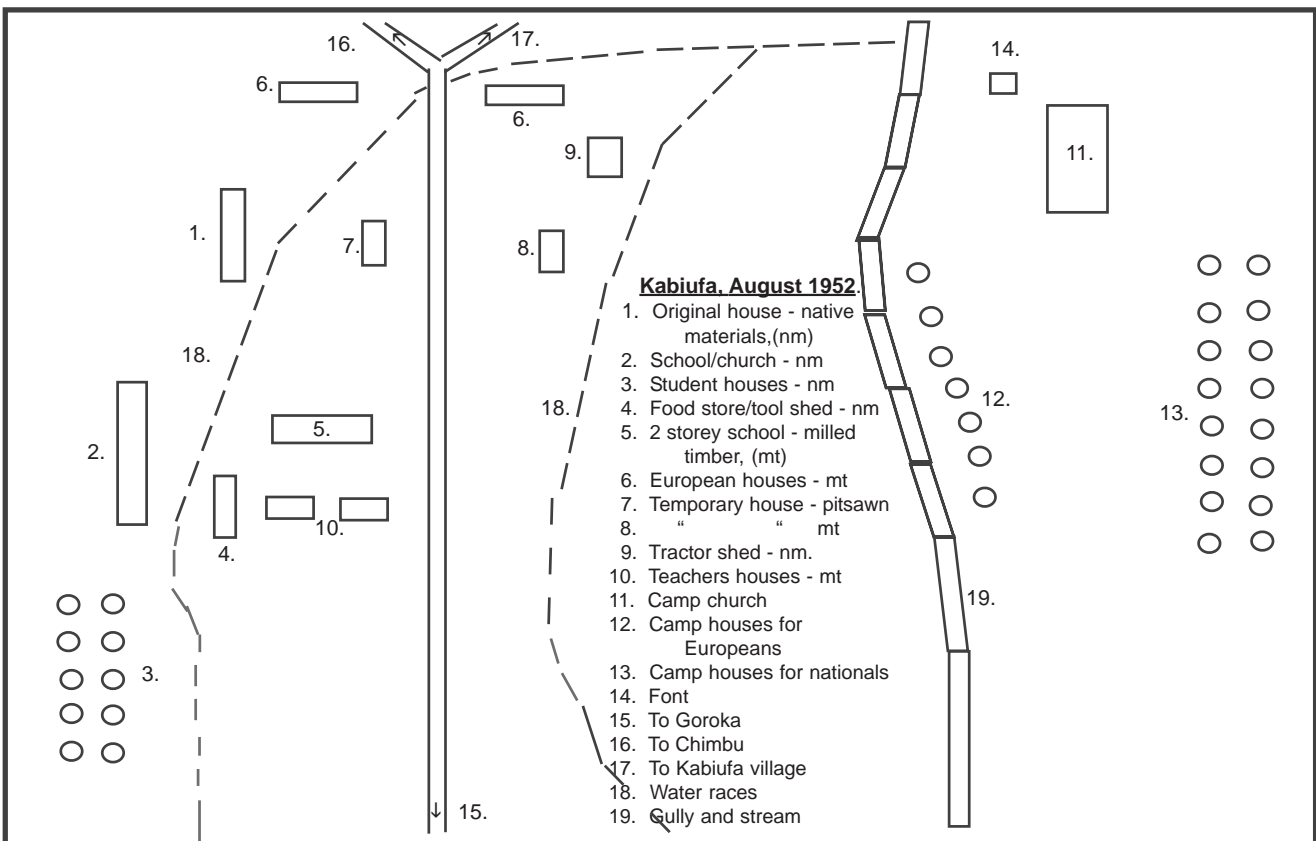 16.
17.
14.
6.
6.
9.
11.
1.
7.
8.
Kabiufa, August 1952.
1. Original house - native
materials,(nm)
2. School/church - nm
3. Student houses - nm
4. Food store/tool shed - nm
5. 2 storey school - milled
timber, (mt)
6. European houses - mt
7. Temporary house - pitsawn
8. “ “ mt
9. Tractor shed - nm.
10. Teachers houses - mt
11. Camp church
12. Camp houses for
Europeans
13. Camp houses for nationals
14. Font
15. To Goroka
16. To Chimbu
17. To Kabiufa village
18. Water races
19. Gully and stream
18.
18.
12.
13.
5.
2.
10.
4.
19.
3.
15.